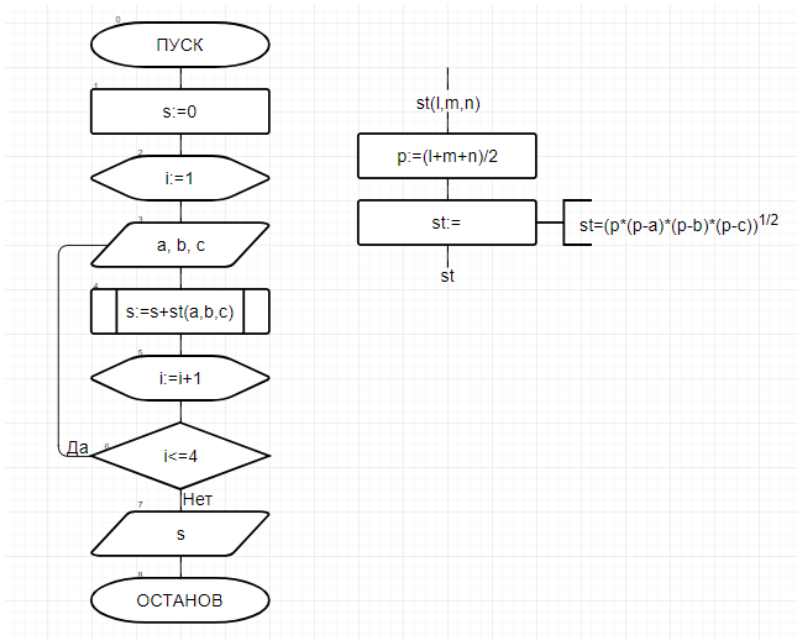 0
ПУСК
1
s:=0
2
i:=1
3
a, b, c
4
s:=s+st(a,b,c)
5
i:=i+1
6
Да
i<=4
Нет
7
s
8
ОСТАНОВ
st(l,m,n)
p:=(l+m+n)/2
st:=
st=(p*(p-a)*(p-b)*(p-c))^1/2
st